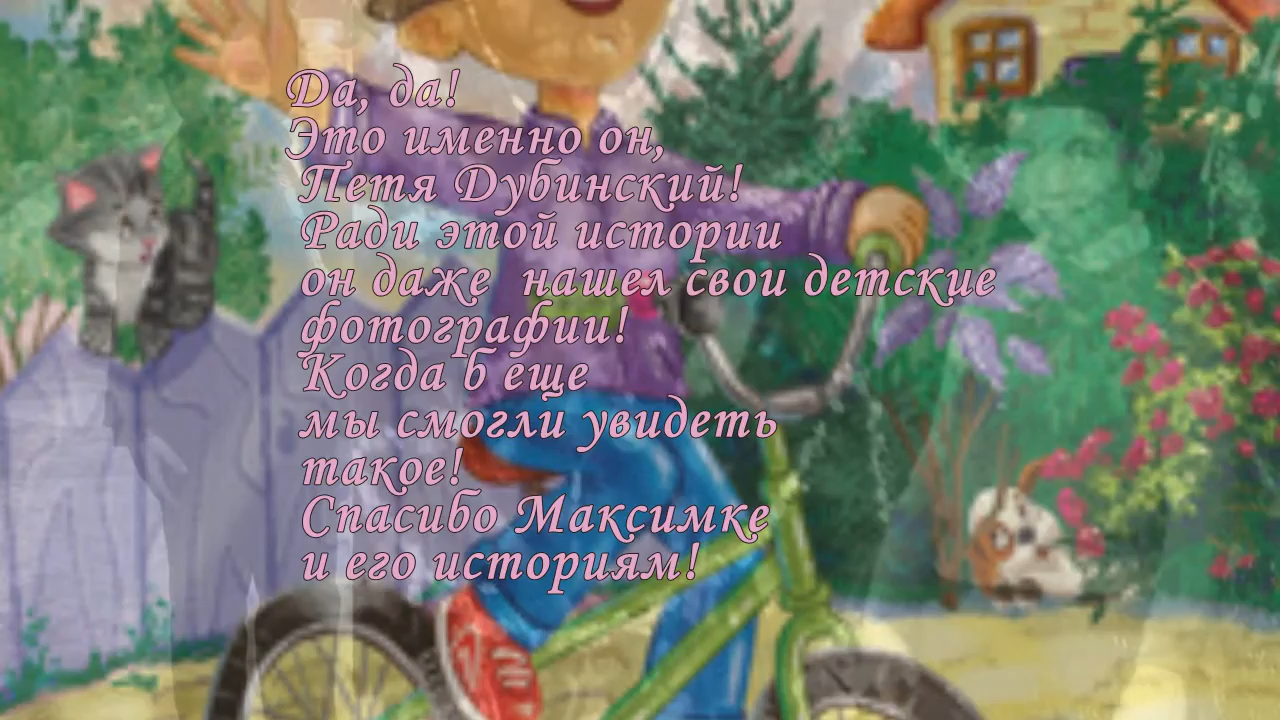 Да, да!
Это именно он,
Петя Дубинский!
Ради этой истории
он даже  нашел свои детские
фотографии!
Когда б еще
мы смогли увидеть
такое!
Спасибо Максимке
и его историям!